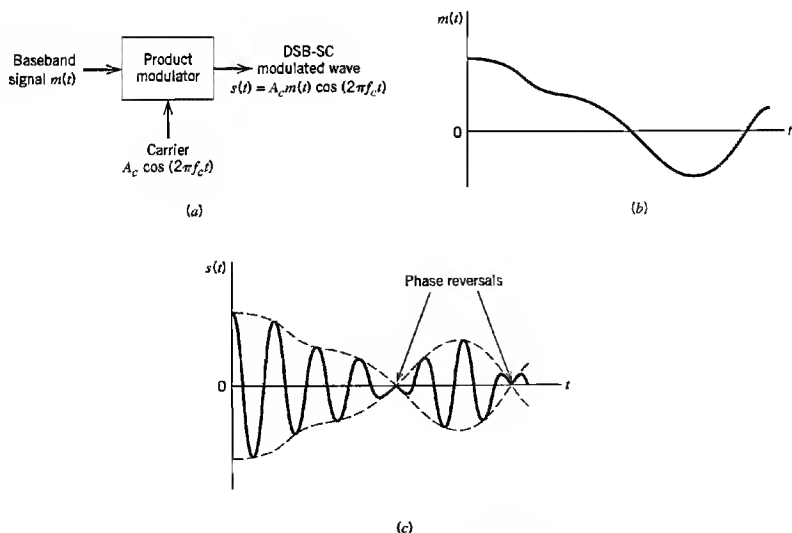 Baseband
signal m(t)
Product
modulator
DSB-SC
modulated wave
s(t) = A_c m(t) cos (2πf_c t)
Carrier
A_c cos (2πf_c t)
(a)
m(t)
0
t
(b)
s(t)
Phase reversals
0
t
(c)